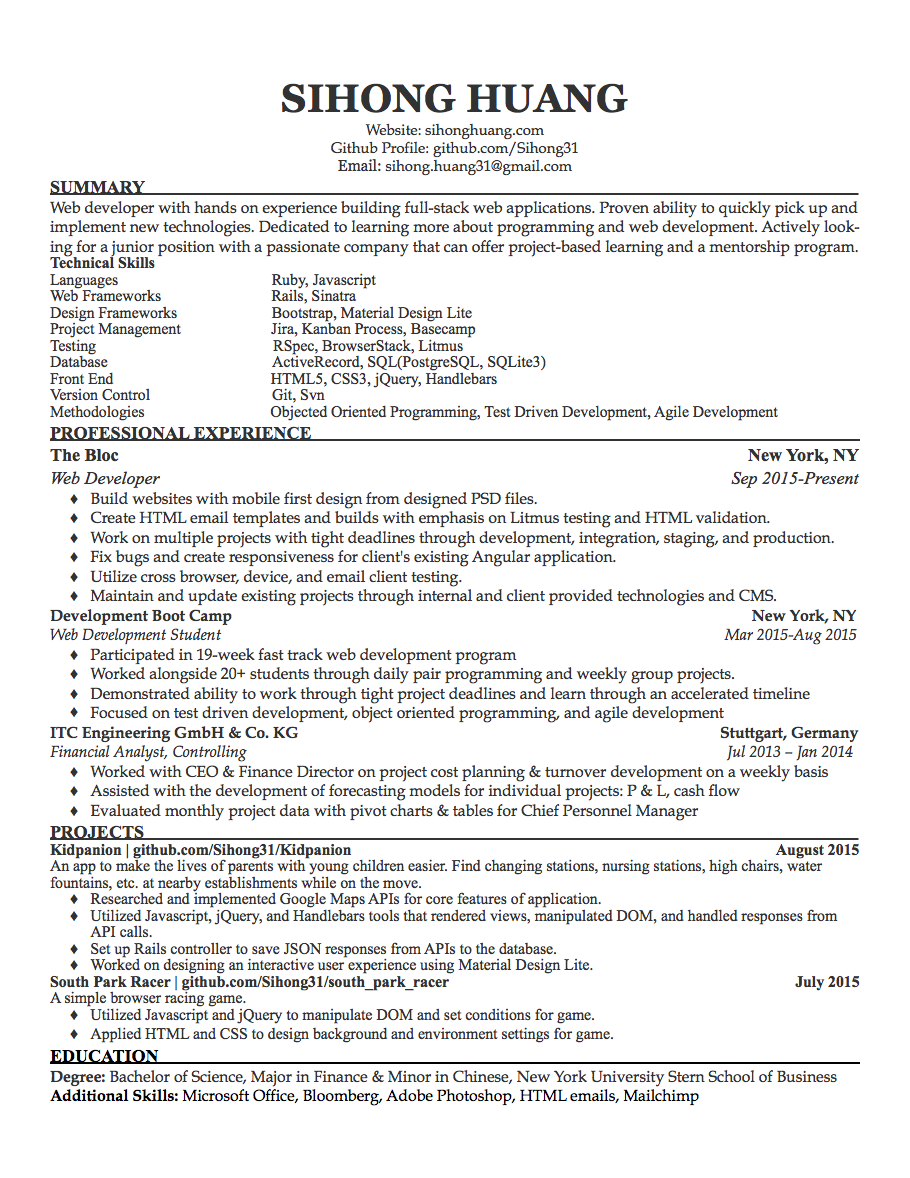 SIHONG HUANG
Website: sihonghuang.com
Github Profile: github.com/Sihong31
Email: sihong.huang31@gmail.com
SUMMARY
Web developer with hands on experience building full-stack web applications. Proven ability to quickly pick up and
implement new technologies. Dedicated to learning more about programming and web development. Actively look-
ing for a junior position with a passionate company that can offer project-based learning and a mentorship program.
Technical Skills
Languages Ruby, Javascript
Web Frameworks Rails, Sinatra
Design Frameworks Bootstrap, Material Design Lite
Project Management Jira, Kanban Process, Basecamp
Testing RSpec, BrowserStack, Litmus
Database ActiveRecord, SQL(PostgreSQL, SQLite3)
Front End HTML5, CSS3, jQuery, Handlebars
Version Control Git, Svn
Methodologies Objected Oriented Programming, Test Driven Development, Agile Development
PROFESSIONAL EXPERIENCE
The Bloc New York, NY
Web Developer Sep 2015-Present
♦ Build websites with mobile first design from designed PSD files.
♦ Create HTML email templates and builds with emphasis on Litmus testing and HTML validation.
♦ Work on multiple projects with tight deadlines through development, integration, staging, and production.
♦ Fix bugs and create responsiveness for client's existing Angular application.
♦ Utilize cross browser, device, and email client testing.
♦ Maintain and update existing projects through internal and client provided technologies and CMS.
Development Boot Camp New York, NY
Web Development Student Mar 2015-Aug 2015
♦ Participated in 19-week fast track web development program
♦ Worked alongside 20+ students through daily pair programming and weekly group projects.
♦ Demonstrated ability to work through tight project deadlines and learn through an accelerated timeline
♦ Focused on test driven development, object oriented programming, and agile development
ITC Engineering GmbH & Co. KG Stuttgart, Germany
Financial Analyst, Controlling Jul 2013 – Jan 2014
♦ Worked with CEO & Finance Director on project cost planning & turnover development on a weekly basis
♦ Assisted with the development of forecasting models for individual projects: P & L, cash flow
♦ Evaluated monthly project data with pivot charts & tables for Chief Personnel Manager
PROJECTS
Kidpanion | github.com/Sihong31/Kidpanion August 2015
An app to make the lives of parents with young children easier. Find changing stations, nursing stations, high chairs, water
fountains, etc. at nearby establishments while on the move.
♦ Researched and implemented Google Maps APIs for core features of application.
♦ Utilized Javascript, jQuery, and Handlebars tools that rendered views, manipulated DOM, and handled responses from
API calls.
♦ Set up Rails controller to save JSON responses from APIs to the database.
♦ Worked on designing an interactive user experience using Material Design Lite.
South Park Racer | github.com/Sihong31/south_park_racer July 2015
A simple browser racing game.
♦ Utilized Javascript and jQuery to manipulate DOM and set conditions for game.
♦ Applied HTML and CSS to design background and environment settings for game.
EDUCATION
Degree: Bachelor of Science, Major in Finance & Minor in Chinese, New York University Stern School of Business
Additional Skills: Microsoft Office, Bloomberg, Adobe Photoshop, HTML emails, Mailchimp